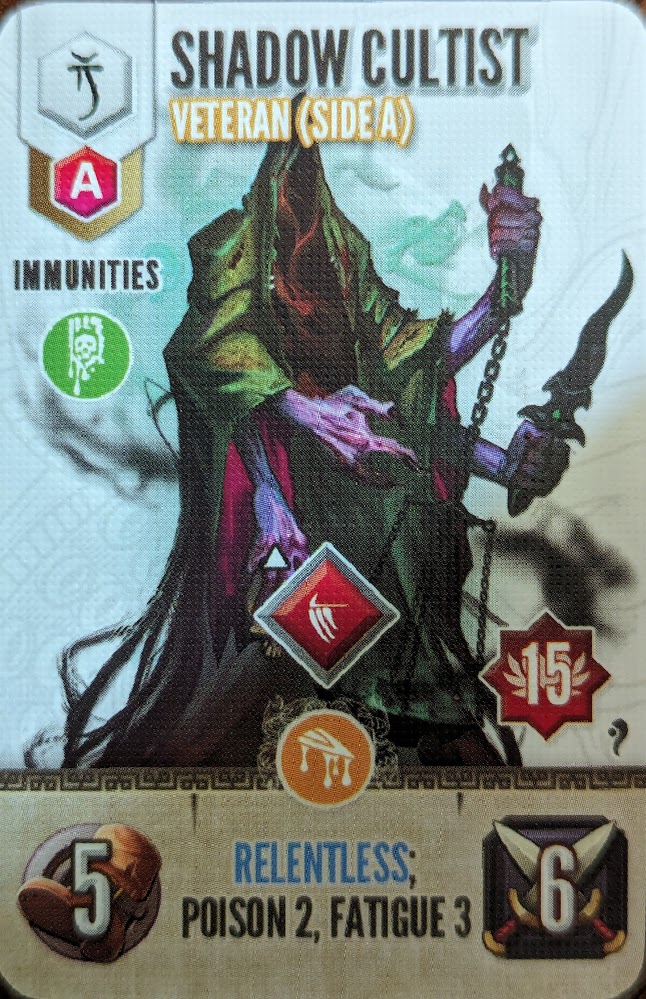 SHADOW CULTIST
VETERAN (SIDE A)
A
IMMUNITIES
15
5
RELENTLESS;
POISON 2, FATIGUE 3
6